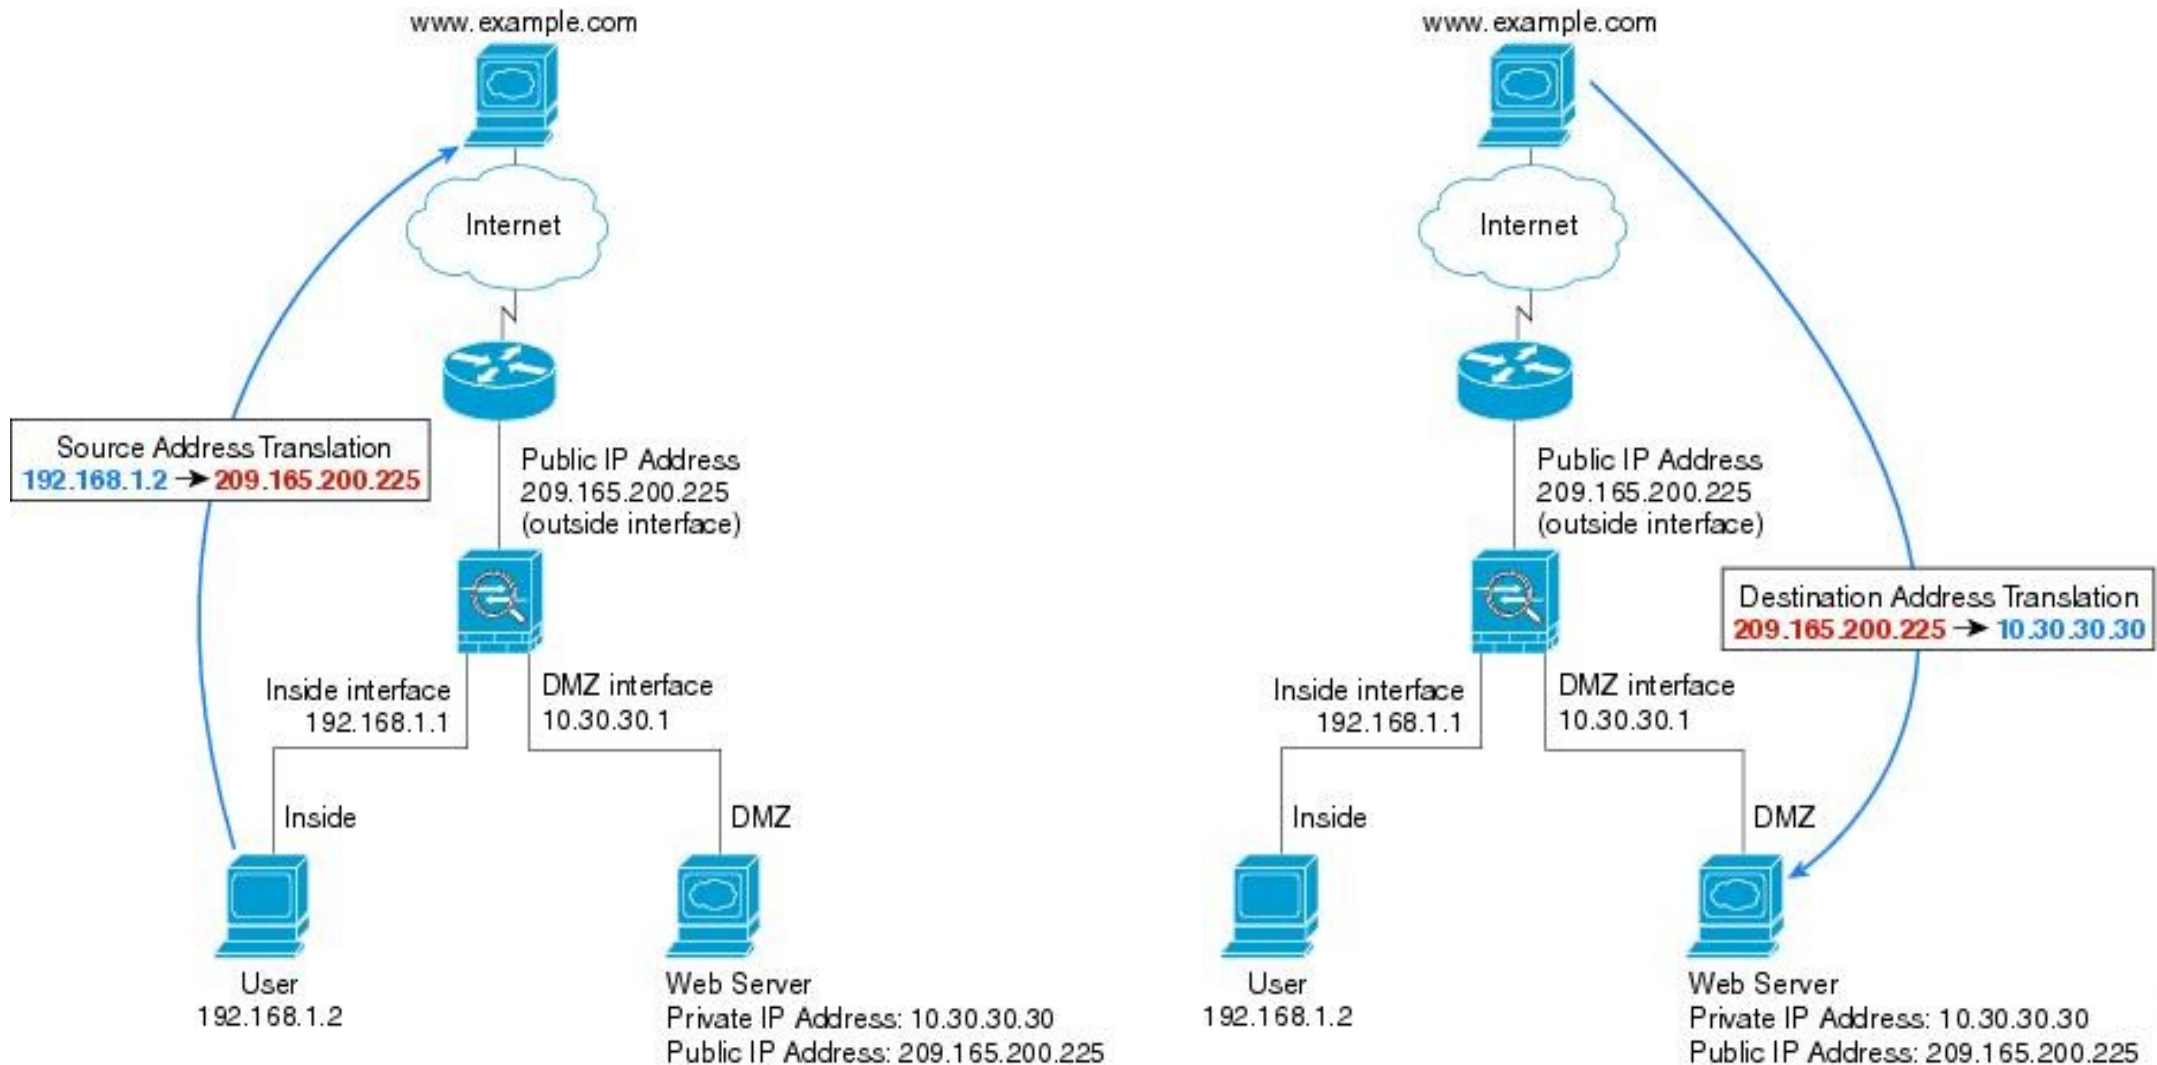 www.example.com
Internet
Source Address Translation
192.168.1.2 → 209.165.200.225
Public IP Address
209.165.200.225
(outside interface)
Inside interface
192.168.1.1
DMZ interface
10.30.30.1
Inside
DMZ
User
192.168.1.2
Web Server
Private IP Address: 10.30.30.30
Public IP Address: 209.165.200.225
www.example.com
Internet
Public IP Address
209.165.200.225
(outside interface)
Destination Address Translation
209.165.200.225 → 10.30.30.30
Inside interface
192.168.1.1
DMZ interface
10.30.30.1
Inside
DMZ
User
192.168.1.2
Web Server
Private IP Address: 10.30.30.30
Public IP Address: 209.165.200.225